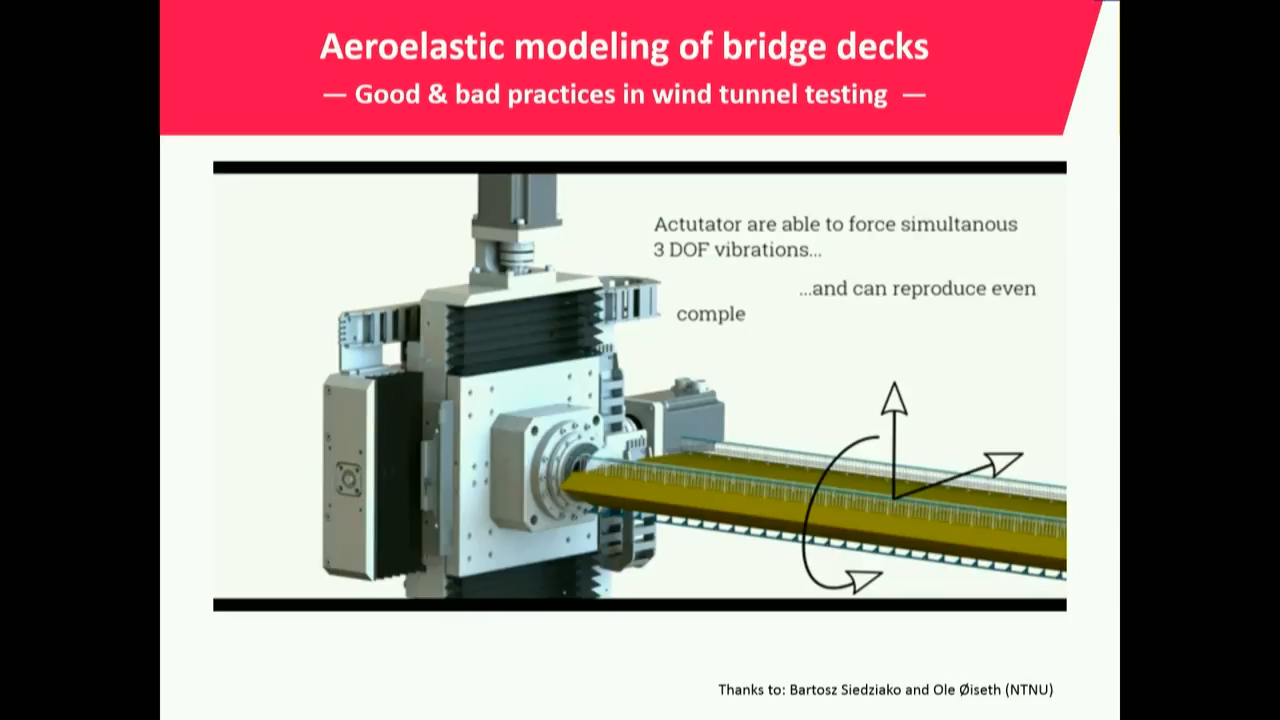 Aeroelastic modeling of bridge decks
— Good & bad practices in wind tunnel testing —
Actutator are able to force simultanous
3 DOF vibrations...
...and can reproduce even
comple
Thanks to: Bartosz Siedziako and Ole Øiseth (NTNU)